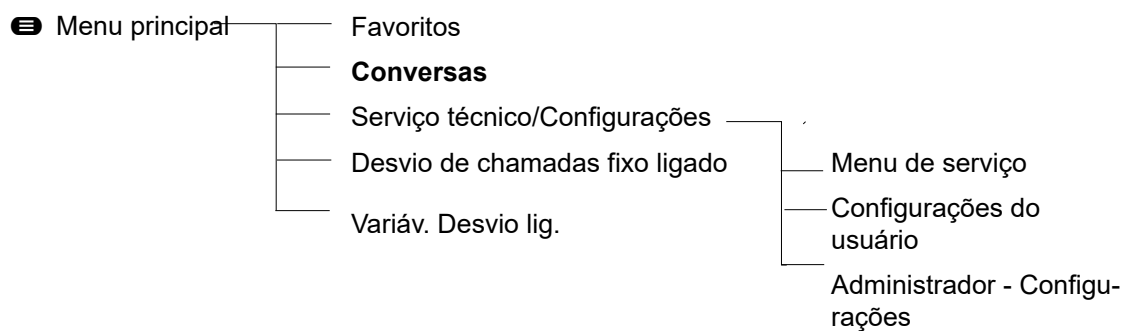 Menu principal
Favoritos
Conversas
Serviço técnico/Configurações
Desvio de chamadas fixo ligado
Variáv. Desvio lig.
Menu de serviço
Configurações do
usuário
Administrador - Configu-
rações